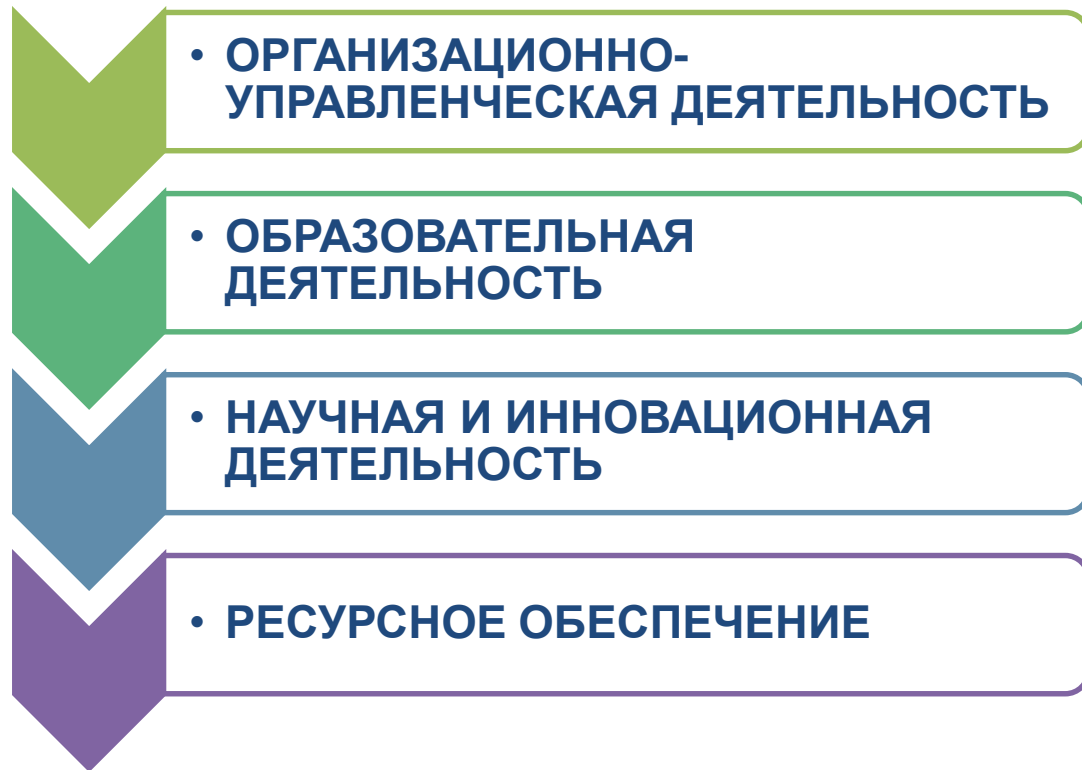 • ОРГАНИЗАЦИОННО-
УПРАВЛЕНЧЕСКАЯ ДЕЯТЕЛЬНОСТЬ
• ОБРАЗОВАТЕЛЬНАЯ
ДЕЯТЕЛЬНОСТЬ
• НАУЧНАЯ И ИННОВАЦИОННАЯ
ДЕЯТЕЛЬНОСТЬ
• РЕСУРСНОЕ ОБЕСПЕЧЕНИЕ